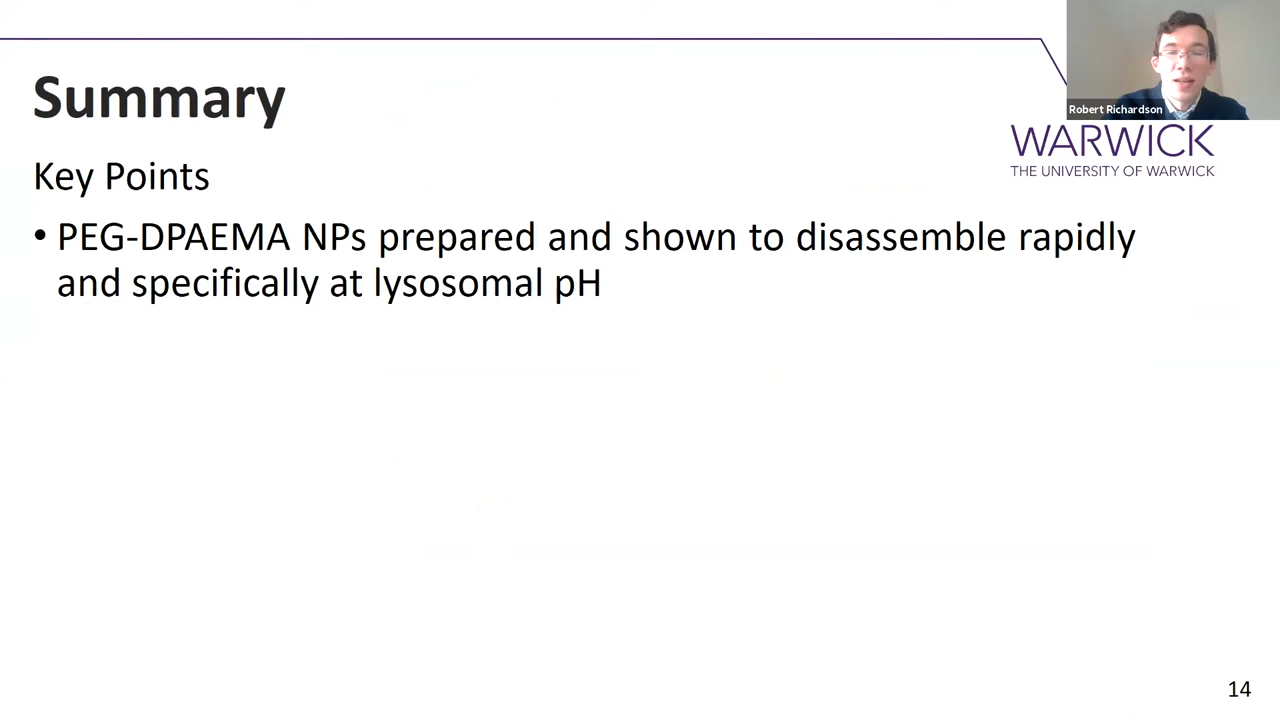 Robert Richardson
Summary
WARWICK
THE UNIVERSITY OF WARWICK
Key Points
• PEG-DPAEMA NPs prepared and shown to disassemble rapidly
and specifically at lysosomal pH
14